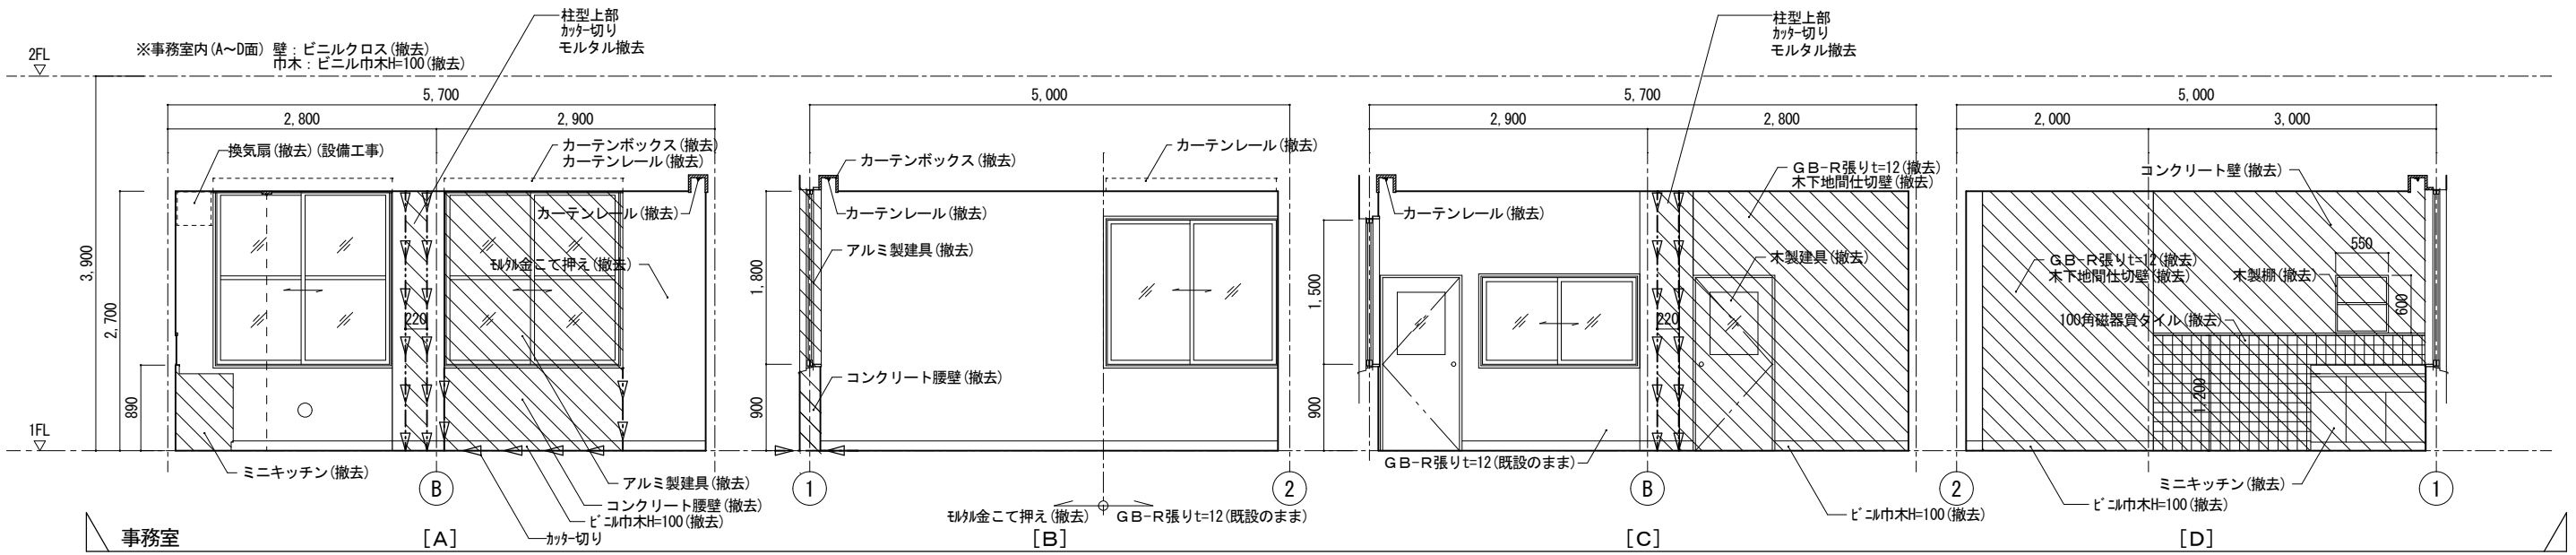 2FL
※事務室内(A～D面) 壁：ビニルクロス(撤去)
巾木：ビニル巾木H=100(撤去)
柱型上部
ｶｯﾀｰ切り
モルタル撤去
5,700
2,800
2,900
換気扇(撤去)(設備工事)
カーテンボックス(撤去)
カーテンレール(撤去)
カーテンレール(撤去)
ﾓﾙﾀﾙ金こて押え(撤去)
220
3,900
2,700
890
1FL
ミニキッチン(撤去)
B
アルミ製建具(撤去)
コンクリート腰壁(撤去)
ﾋﾞﾆﾙ巾木H=100(撤去)
ｶｯﾀｰ切り
事務室
[A]
5,000
カーテンボックス(撤去)
カーテンレール(撤去)
カーテンレール(撤去)
アルミ製建具(撤去)
1,800
コンクリート腰壁(撤去)
900
1
2
ﾓﾙﾀﾙ金こて押え(撤去)
GB-R張りt=12(既設のまま)
[B]
柱型上部
ｶｯﾀｰ切り
モルタル撤去
5,700
2,900
2,800
GB-R張りt=12(撤去)
木下地間仕切壁(撤去)
カーテンレール(撤去)
木製建具(撤去)
1,500
220
900
GB-R張りt=12(既設のまま)
B
ﾋﾞﾆﾙ巾木H=100(撤去)
[C]
5,000
2,000
3,000
コンクリート壁(撤去)
550
GB-R張りt=12(撤去)
木下地間仕切壁(撤去)
木製棚(撤去)
600
100角磁器質タイル(撤去)
1,200
ミニキッチン(撤去)
2
1
ﾋﾞﾆﾙ巾木H=100(撤去)
[D]